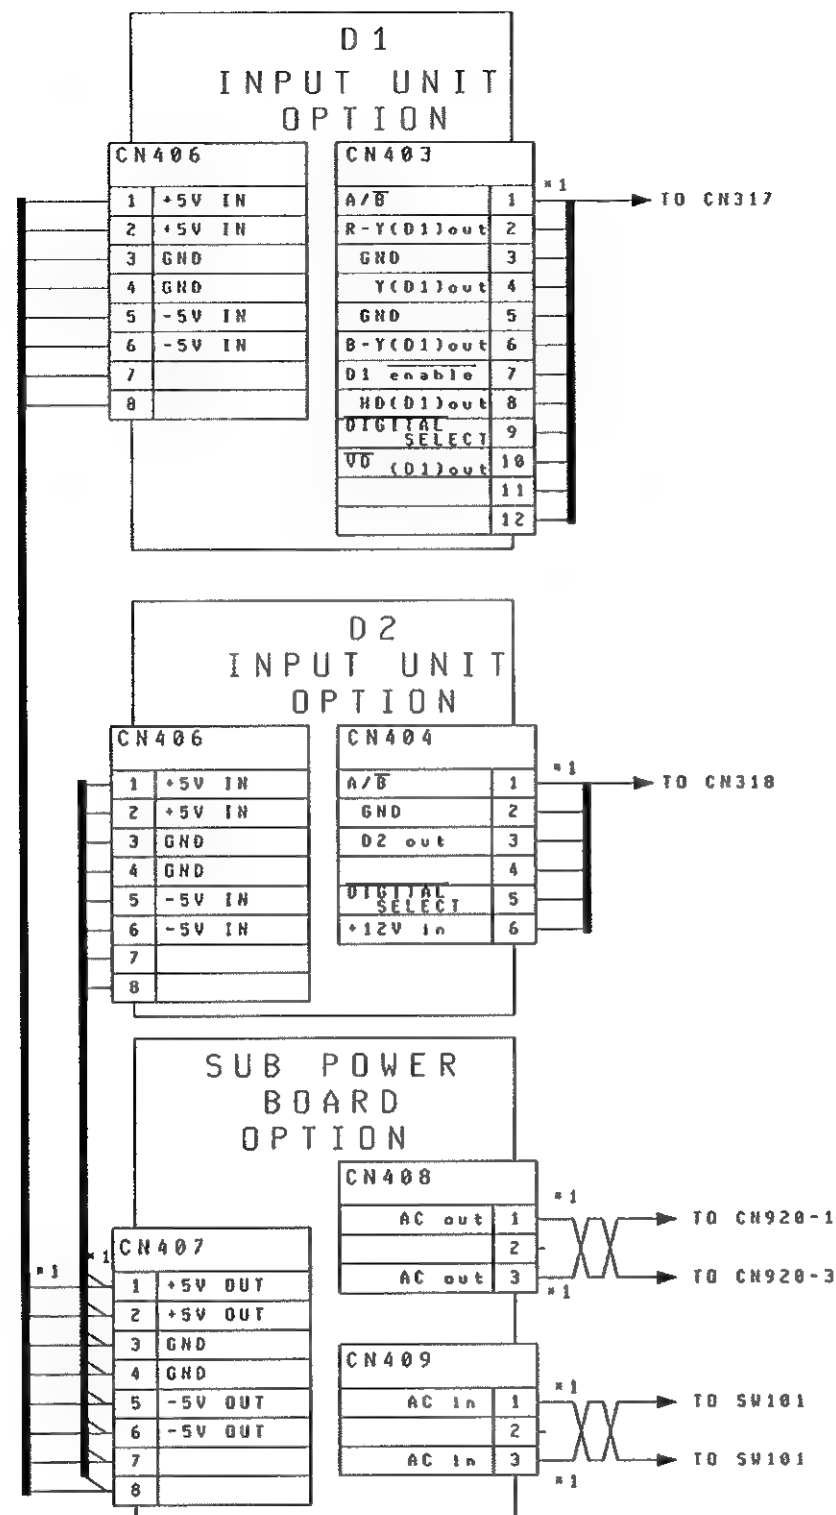 D1
INPUT UNIT
OPTION
CN406
1 +5V IN
2 +5V IN
3 GND
4 GND
5 -5V IN
6 -5V IN
7
8
CN403
*1
A/B̅ 1 TO CN317
R-Y(D1)out 2
GND 3
Y(D1)out 4
GND 5
B-Y(D1)out 6
D1 enable 7
HD(D1)out 8
DIGITAL
SELECT 9
VD (D1)out 10
11
12
D2
INPUT UNIT
OPTION
CN406
1 +5V IN
2 +5V IN
3 GND
4 GND
5 -5V IN
6 -5V IN
7
8
CN404
*1
A/B̅ 1 TO CN318
GND 2
D2 out 3
4
DIGITAL
SELECT 5
+12V in 6
SUB POWER
BOARD
OPTION
CN408
*1
AC out 1 TO CN920-1
2
AC out 3 TO CN920-3
*1
CN407
*1 *1
1 +5V OUT
2 +5V OUT
3 GND
4 GND
5 -5V OUT
6 -5V OUT
7
8
CN409
*1
AC in 1 TO SW101
2
AC in 3 TO SW101
*1